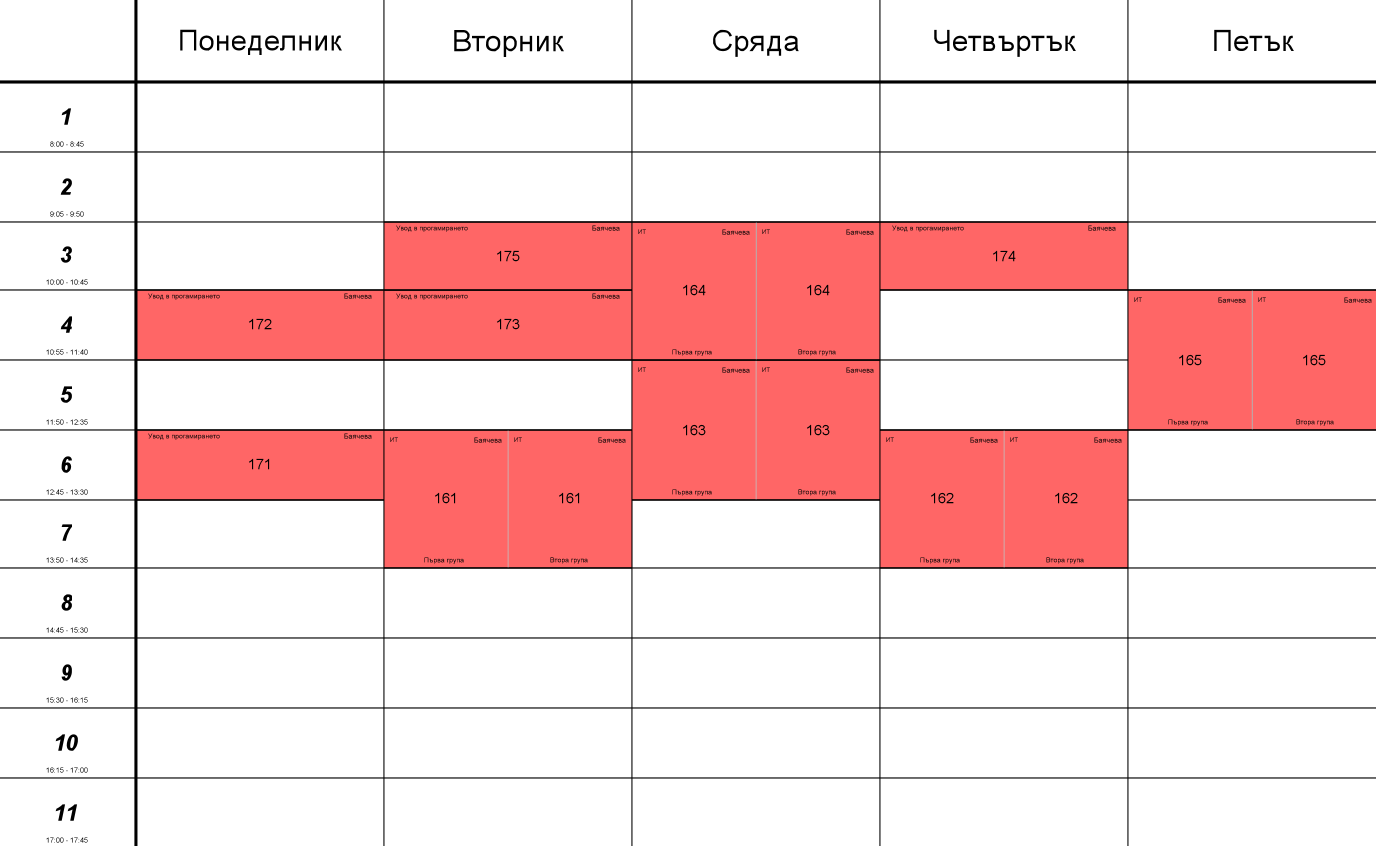 Понеделник Вторник Сряда Четвъртък Петък
1
8:00 - 8:45
2
9:05 - 9:50
3
10:00 - 10:45
Увод в прогамирането Баячева
175
ИТ Баячева ИТ Баячева
164 164
Първа група Втора група
Увод в прогамирането Баячева
174
4
10:55 - 11:40
Увод в прогамирането Баячева
172
Увод в прогамирането Баячева
173
ИТ Баячева ИТ Баячева
165 165
Първа група Втора група
5
11:50 - 12:35
ИТ Баячева ИТ Баячева
163 163
Първа група Втора група
6
12:45 - 13:30
Увод в прогамирането Баячева
171
ИТ Баячева ИТ Баячева
161 161
Първа група Втора група
ИТ Баячева ИТ Баячева
162 162
Първа група Втора група
7
13:50 - 14:35
8
14:45 - 15:30
9
15:30 - 16:15
10
16:15 - 17:00
11
17:00 - 17:45